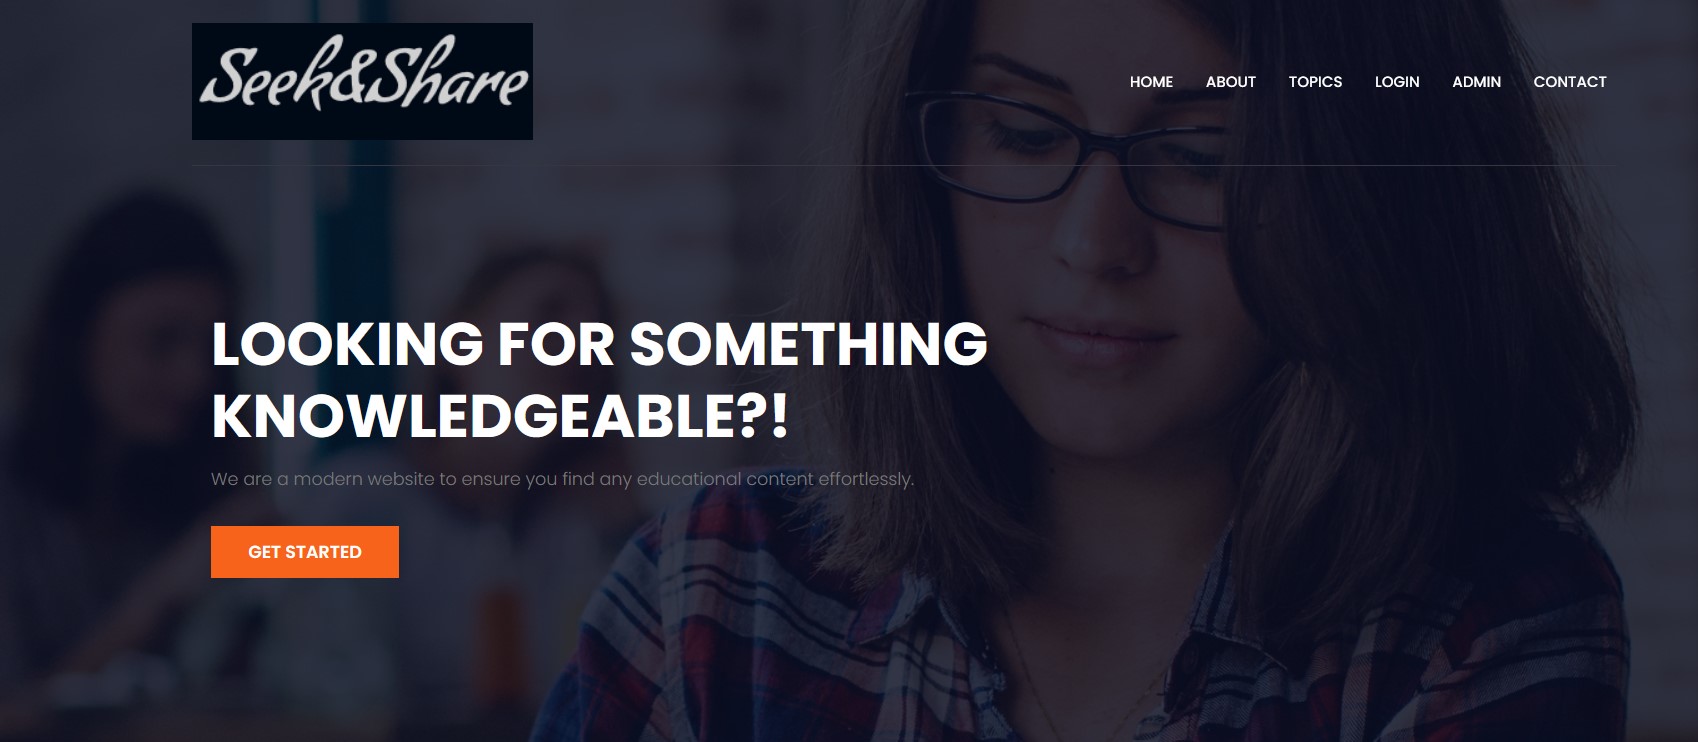 Seek&Share
HOME ABOUT TOPICS LOGIN ADMIN CONTACT
LOOKING FOR SOMETHING
KNOWLEDGEABLE?!
We are a modern website to ensure you find any educational content effortlessly.
GET STARTED